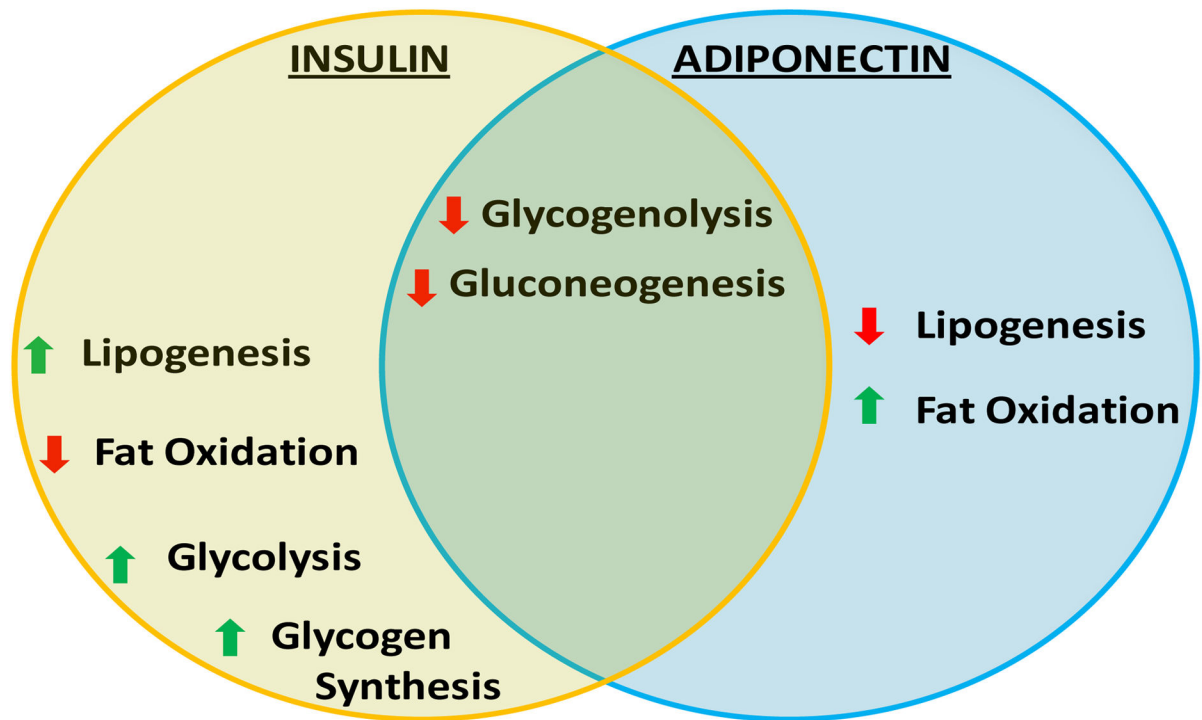 INSULIN
ADIPONECTIN
Glycogenolysis
Gluconeogenesis
Lipogenesis
Fat Oxidation
Glycolysis
Glycogen
Synthesis
Lipogenesis
Fat Oxidation